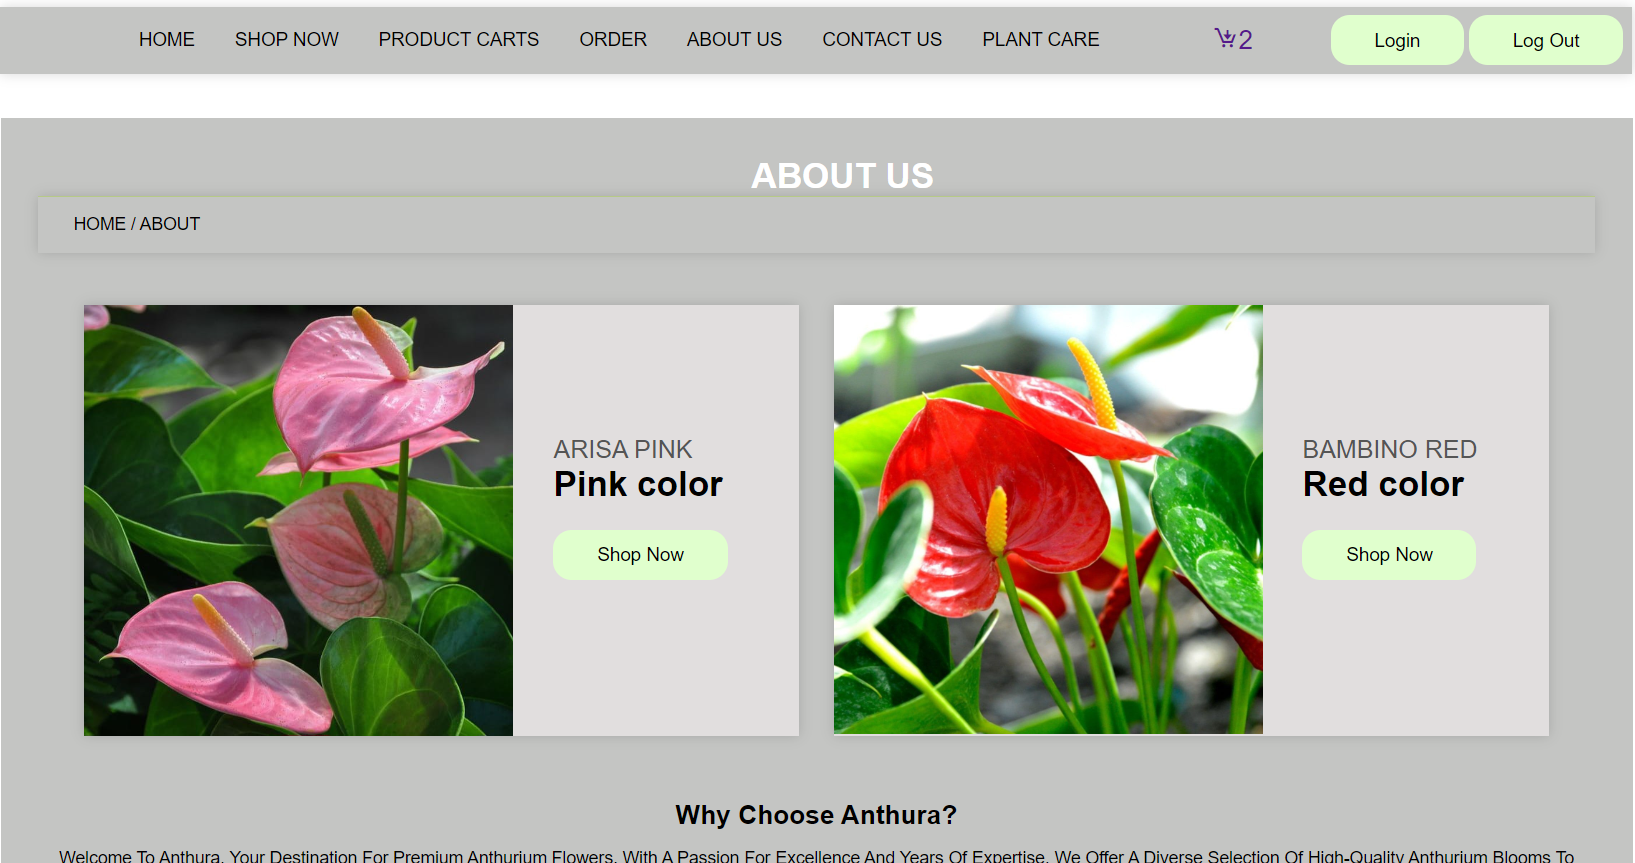 HOME SHOP NOW PRODUCT CARTS ORDER ABOUT US CONTACT US PLANT CARE 2 Login Log Out
ABOUT US
HOME / ABOUT
ARISA PINK
Pink color
Shop Now
BAMBINO RED
Red color
Shop Now
Why Choose Anthura?
Welcome To Anthura, Your Destination For Premium Anthurium Flowers. With A Passion For Excellence And Years Of Expertise, We Offer A Diverse Selection Of High-Quality Anthurium Blooms To